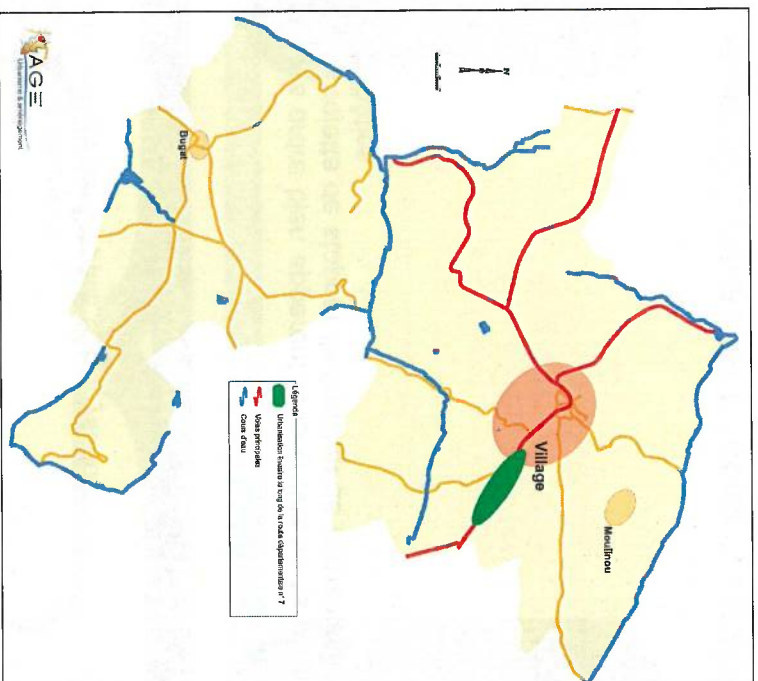 N
Moulinou
Village
Bugat
Légende
Urbanisation linéaire le long de la route départementale n° 7
Voies principales
Cours d'eau
AGE
Urbanisme & aménagement